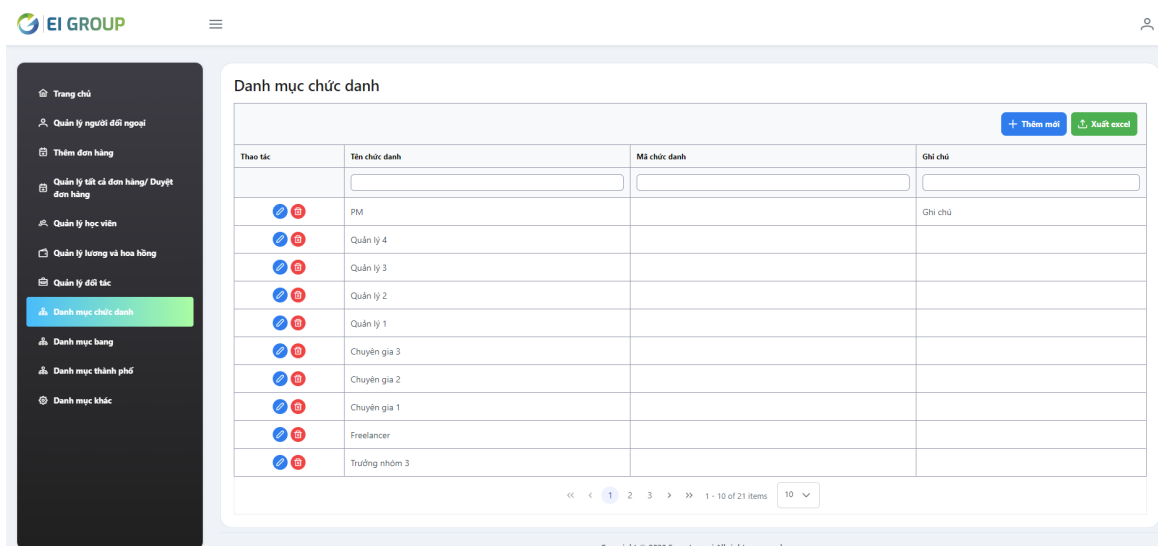 EI GROUP
Trang chủ
Quản lý người đối ngoại
Thêm đơn hàng
Quản lý tất cả đơn hàng/ Duyệt
đơn hàng
Quản lý học viên
Quản lý lương và hoa hồng
Quản lý đối tác
Danh mục chức danh
Danh mục bang
Danh mục thành phố
Danh mục khác
Danh mục chức danh
Thêm mới Xuất excel
Thao tác Tên chức danh Mã chức danh Ghi chú
PM Ghi chú
Quản lý 4
Quản lý 3
Quản lý 2
Quản lý 1
Chuyên gia 3
Chuyên gia 2
Chuyên gia 1
Freelancer
Trưởng nhóm 3
<< < 1 2 3 > >> 1 - 10 of 21 items 10